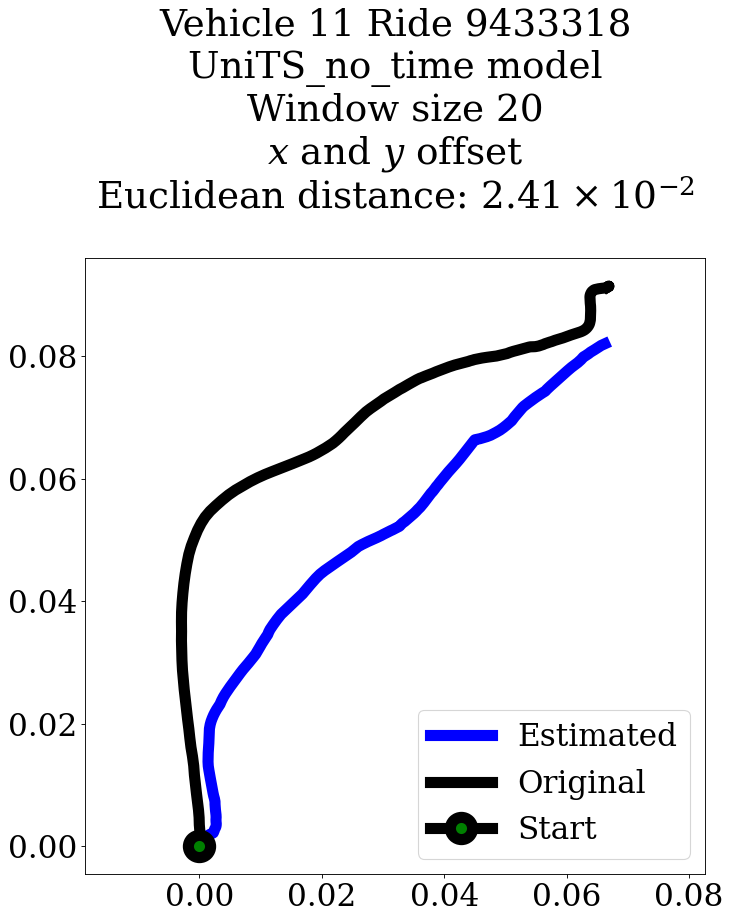 Vehicle 11 Ride 9433318
UniTS_no_time model
Window size 20
x and y offset
Euclidean distance: 2.41 × 10⁻²
0.08
0.06
0.04
0.02
0.00
Estimated
Original
Start
0.00 0.02 0.04 0.06 0.08